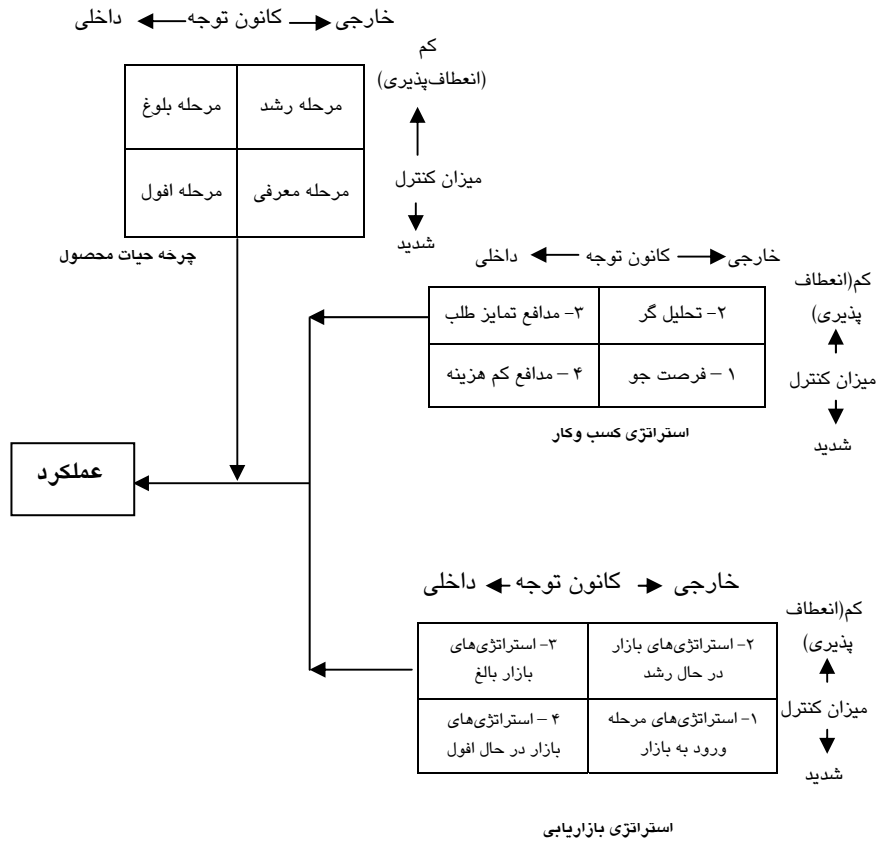 خارجی کانون توجه داخلی
کم
(انعطاف‌پذیری)
میزان کنترل
شدید
مرحله رشد
مرحله بلوغ
مرحله معرفی
مرحله افول
چرخه حیات محصول
خارجی کانون توجه داخلی
کم(انعطاف
پذیری)
میزان کنترل
شدید
۲- تحلیل گر
۳- مدافع تمایز طلب
۱ – فرصت جو
۴ – مدافع کم هزینه
استراتژی کسب وکار
عملکرد
خارجی کانون توجه داخلی
کم(انعطاف
پذیری)
میزان کنترل
شدید
۲- استراتژی‌های بازار
در حال رشد
۳- استراتژی‌های
بازار بالغ
۱- استراتژی‌های مرحله
ورود به بازار
۴ – استراتژی‌های
بازار در حال افول
استراتژی بازاریابی